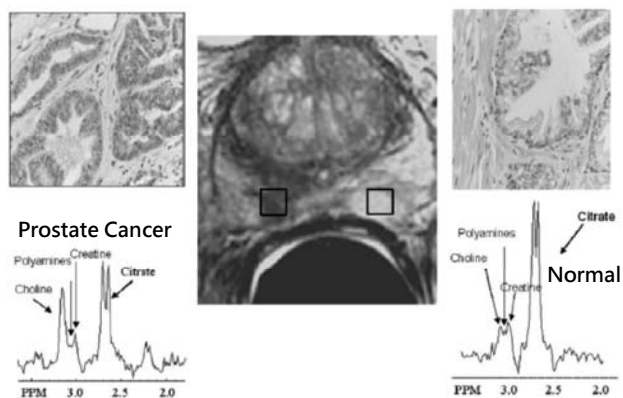 Prostate Cancer
Creatine
Polyamines
Citrate
Choline
PPM 3.0 2.5 2.0
Citrate
Polyamines
Normal
Choline
Creatine
PPM 3.0 2.5 2.0